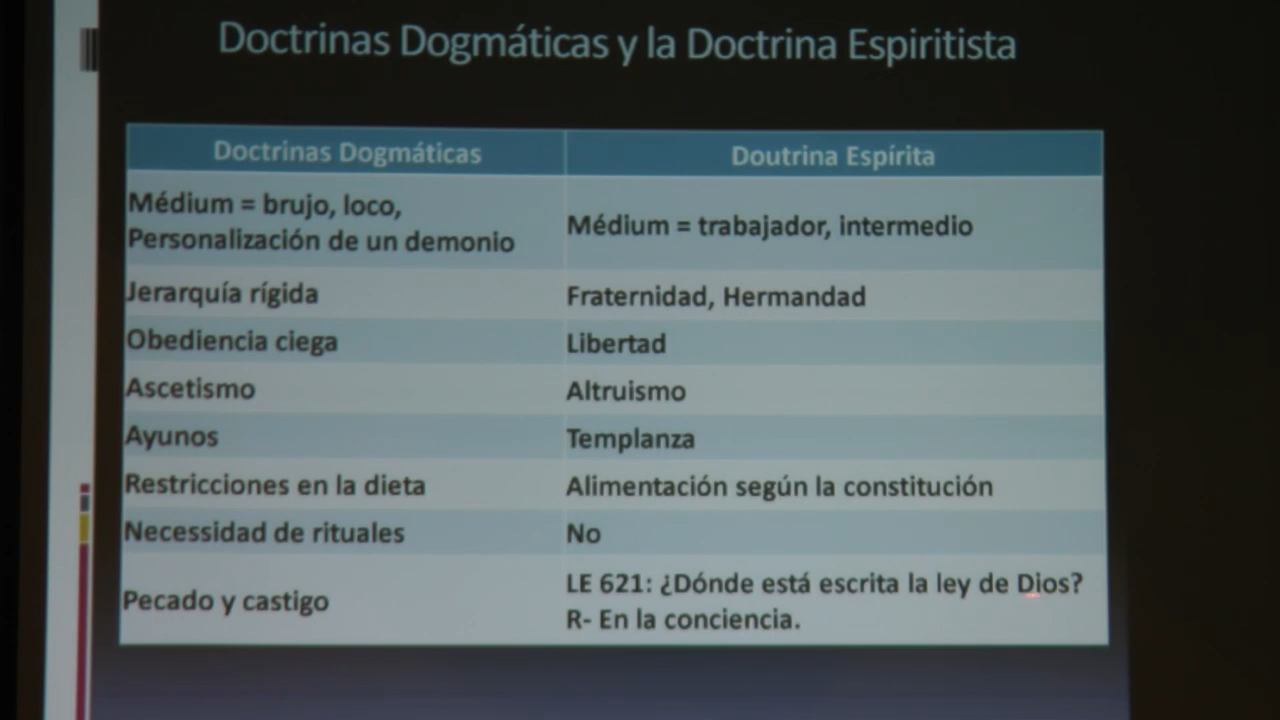 Doctrinas Dogmáticas y la Doctrina Espiritista
Doctrinas Dogmáticas
Doutrina Espírita
Médium = brujo, loco,
Personalización de un demonio
Médium = trabajador, intermedio
Jerarquía rígida
Fraternidad, Hermandad
Obediencia ciega
Libertad
Ascetismo
Altruismo
Ayunos
Templanza
Restricciones en la dieta
Alimentación según la constitución
Necessidad de rituales
No
Pecado y castigo
LE 621: ¿Dónde está escrita la ley de Dios?
R- En la conciencia.